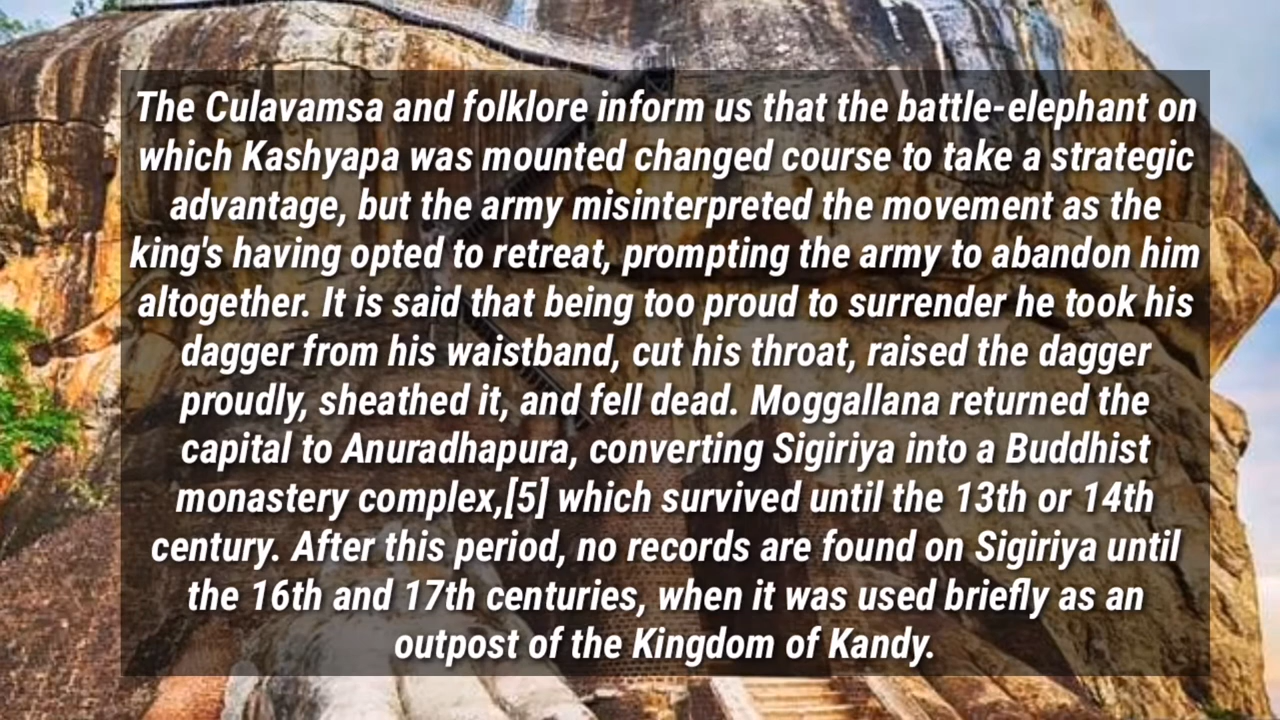 The Culavamsa and folklore inform us that the battle-elephant on
which Kashyapa was mounted changed course to take a strategic
advantage, but the army misinterpreted the movement as the
king's having opted to retreat, prompting the army to abandon him
altogether. It is said that being too proud to surrender he took his
dagger from his waistband, cut his throat, raised the dagger
proudly, sheathed it, and fell dead. Moggallana returned the
capital to Anuradhapura, converting Sigiriya into a Buddhist
monastery complex,[5] which survived until the 13th or 14th
century. After this period, no records are found on Sigiriya until
the 16th and 17th centuries, when it was used briefly as an
outpost of the Kingdom of Kandy.